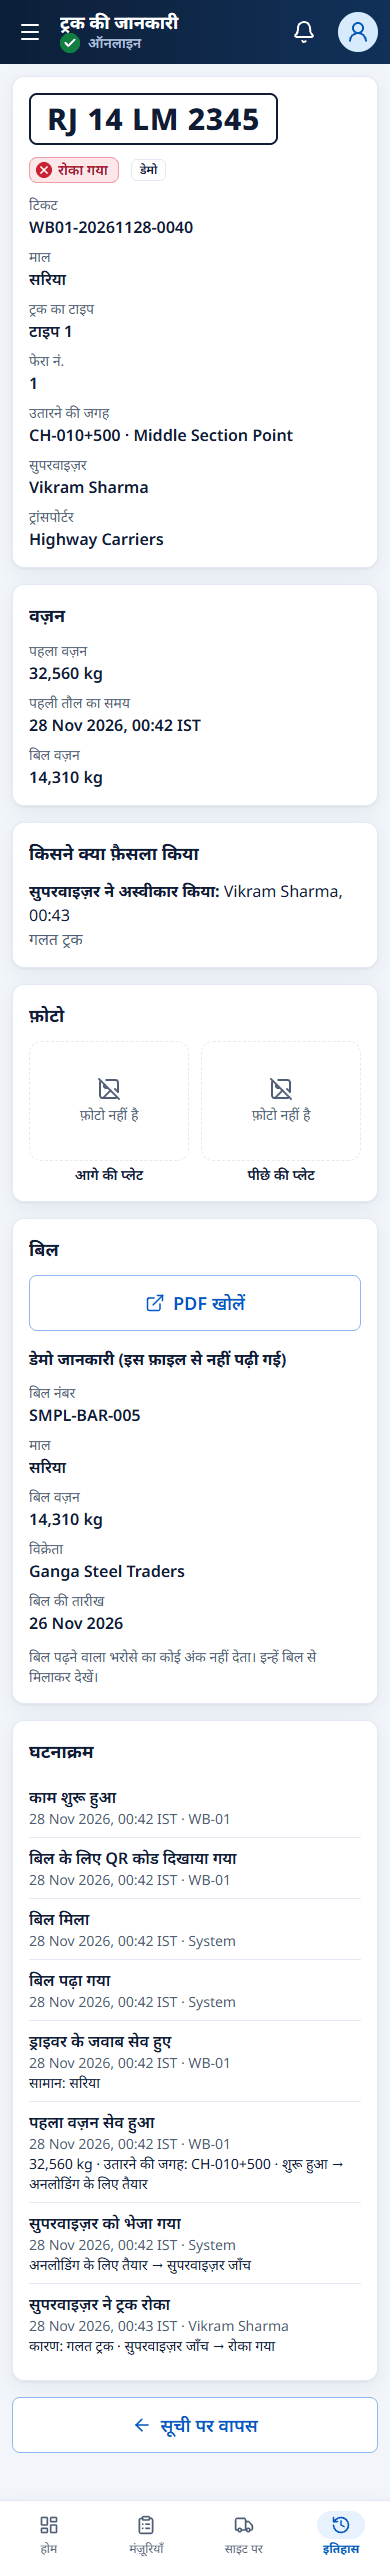 ट्रक की जानकारी
ऑनलाइन
RJ 14 LM 2345
रोका गया
डेमो
टिकट
WB01-20261128-0040
माल
सरिया
ट्रक का टाइप
टाइप 1
फेरा नं.
1
उतारने की जगह
CH-010+500 · Middle Section Point
सुपरवाइज़र
Vikram Sharma
ट्रांसपोर्टर
Highway Carriers
वज़न
पहला वज़न
32,560 kg
पहली तौल का समय
28 Nov 2026, 00:42 IST
बिल वज़न
14,310 kg
किसने क्या फ़ैसला किया
सुपरवाइज़र ने अस्वीकार किया: Vikram Sharma,
00:43
गलत ट्रक
फ़ोटो
फ़ोटो नहीं है
फ़ोटो नहीं है
आगे की प्लेट
पीछे की प्लेट
बिल
PDF खोलें
डेमो जानकारी (इस फ़ाइल से नहीं पढ़ी गई)
बिल नंबर
SMPL-BAR-005
माल
सरिया
बिल वज़न
14,310 kg
विक्रेता
Ganga Steel Traders
बिल की तारीख
26 Nov 2026
बिल पढ़ने वाला भरोसे का कोई अंक नहीं देता। इन्हें बिल से
मिलाकर देखें।
घटनाक्रम
काम शुरू हुआ
28 Nov 2026, 00:42 IST · WB-01
बिल के लिए QR कोड दिखाया गया
28 Nov 2026, 00:42 IST · WB-01
बिल मिला
28 Nov 2026, 00:42 IST · System
बिल पढ़ा गया
28 Nov 2026, 00:42 IST · System
ड्राइवर के जवाब सेव हुए
28 Nov 2026, 00:42 IST · WB-01
सामान: सरिया
पहला वज़न सेव हुआ
28 Nov 2026, 00:42 IST · WB-01
32,560 kg · उतारने की जगह: CH-010+500 · शुरू हुआ →
अनलोडिंग के लिए तैयार
सुपरवाइज़र को भेजा गया
28 Nov 2026, 00:42 IST · System
अनलोडिंग के लिए तैयार → सुपरवाइज़र जाँच
सुपरवाइज़र ने ट्रक रोका
28 Nov 2026, 00:43 IST · Vikram Sharma
कारण: गलत ट्रक · सुपरवाइज़र जाँच → रोका गया
← सूची पर वापस
होम
मंज़ूरियाँ
साइट पर
इतिहास